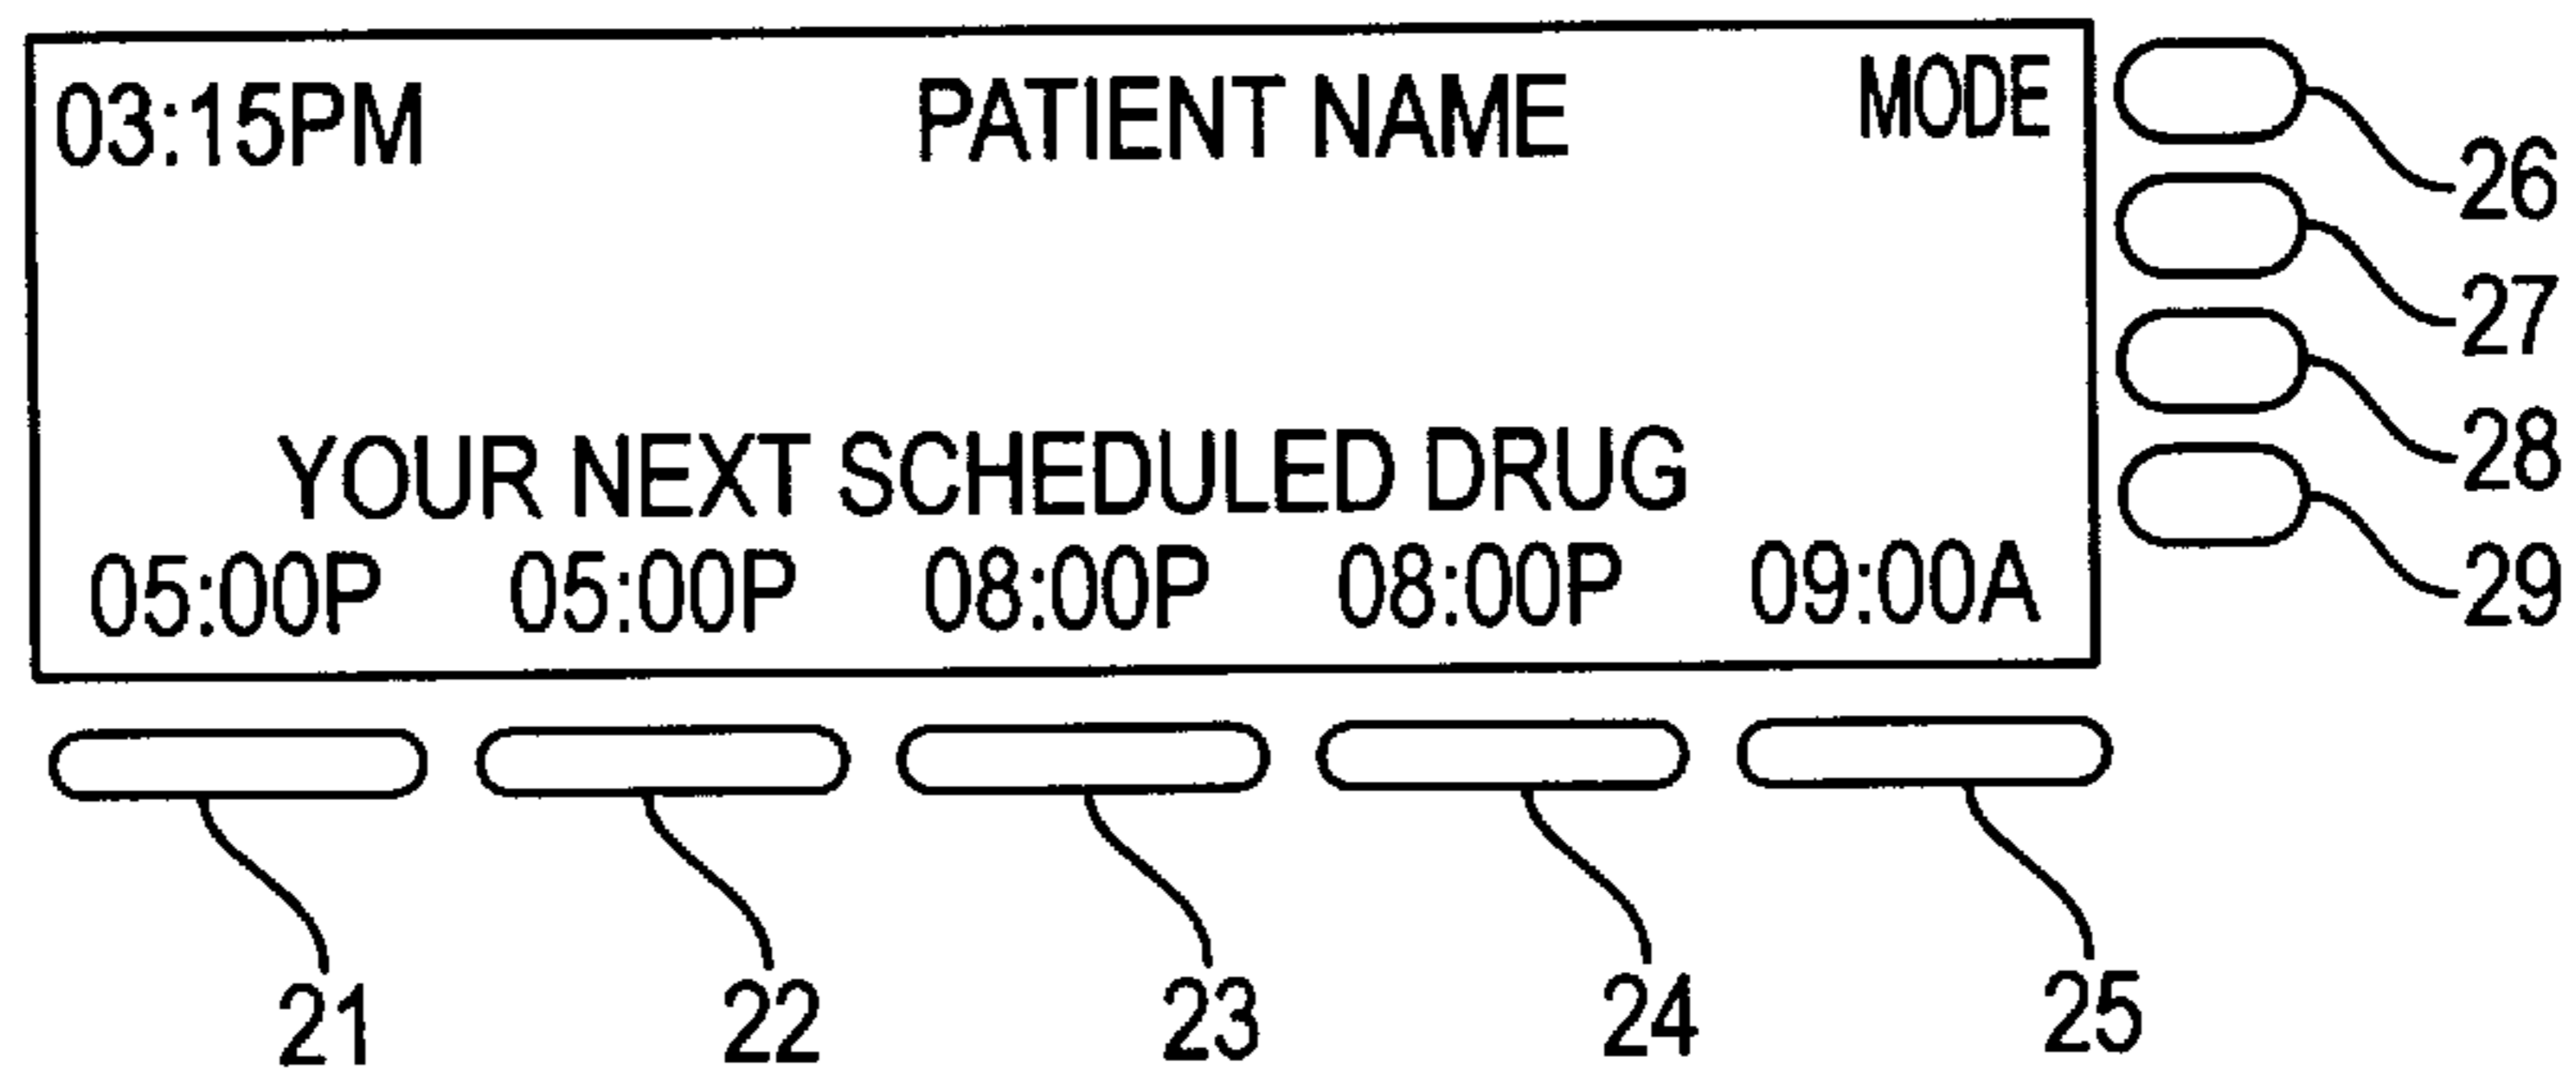 03:15PM PATIENT NAME MODE
26
27
28
YOUR NEXT SCHEDULED DRUG
29
05:00P 05:00P 08:00P 08:00P 09:00A
21 22 23 24 25